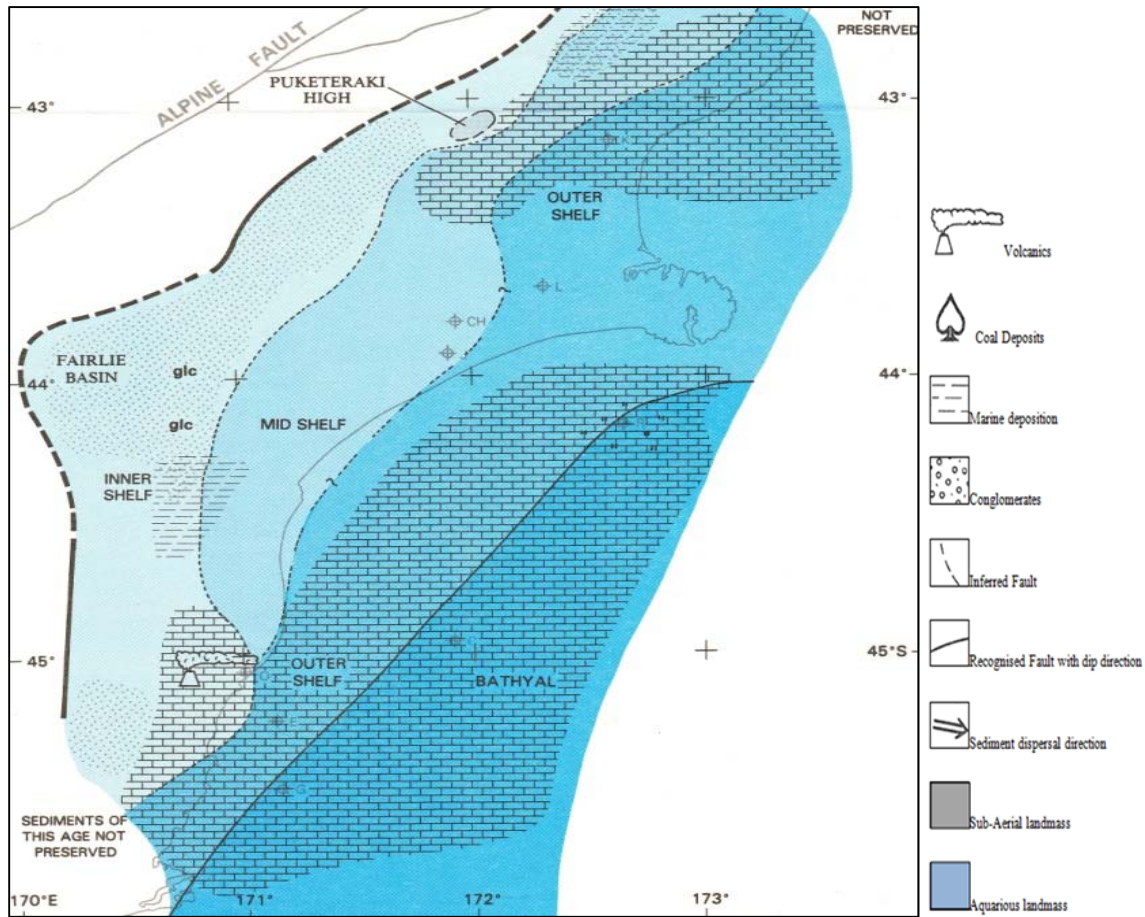 NOT
PRESERVED
ALPINE FAULT
PUKETERAKI
HIGH
43°
43°
K
OUTER
SHELF
L
CH
J
FAIRLIE
BASIN
glc
44°
44°
glc
MID SHELF
R
INNER
SHELF
45°
45°S
OUTER
SHELF
BATHYAL
E
G
SEDIMENTS OF
THIS AGE NOT
PRESERVED
170°E
171°
172°
173°
Volcanics
Coal Deposits
Marine deposition
Conglomerates
Inferred Fault
Recognised Fault with dip direction
Sediment dispersal direction
Sub-Aerial landmass
Aquarious landmass